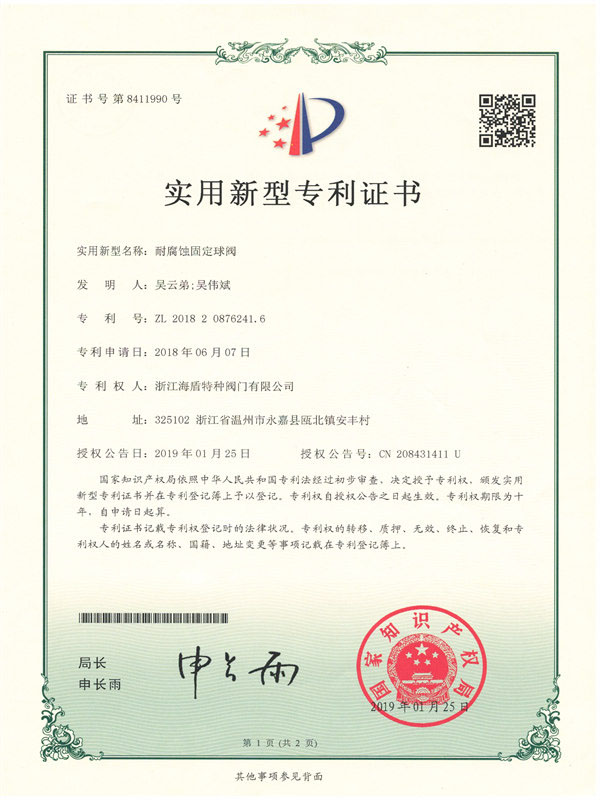 证书号第8411990号
实用新型专利证书
实用新型名称：耐腐蚀固定球阀
发明人：吴云弟;吴伟斌
专利号：ZL 2018 2 0876241.6
专利申请日：2018年06月07日
专利权人：浙江海盾特种阀门有限公司
地址：325102 浙江省温州市永嘉县瓯北镇安丰村
授权公告日：2019年01月25日 授权公告号：CN 208431411 U
国家知识产权局依照中华人民共和国专利法经过初步审查，决定授予专利权，颁发实用
新型专利证书并在专利登记簿上予以登记。专利权自授权公告之日起生效。专利权期限为十
年，自申请日起算。
专利证书记载专利权登记时的法律状况。专利权的转移、质押、无效、终止、恢复和专
利权人的姓名或名称、国籍、地址变更等事项记载在专利登记簿上。
局长
申长雨
申长雨
国家知识产权局
2019年01月25日
第 1 页 (共 2 页)
其他事项参见背面